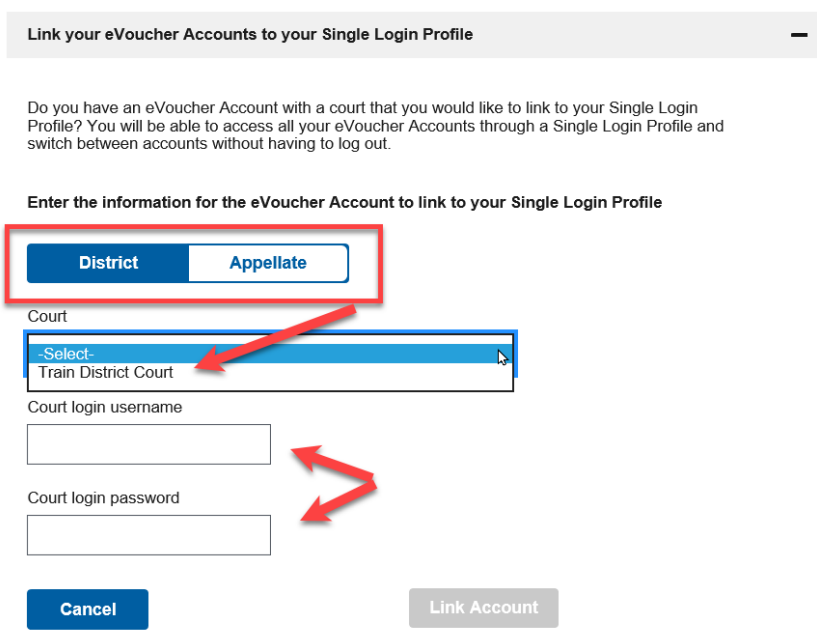 Link your eVoucher Accounts to your Single Login Profile
Do you have an eVoucher Account with a court that you would like to link to your Single Login
Profile? You will be able to access all your eVoucher Accounts through a Single Login Profile and
switch between accounts without having to log out.
Enter the information for the eVoucher Account to link to your Single Login Profile
District Appellate
Court
-Select-
Train District Court
Court login username
Court login password
Cancel Link Account